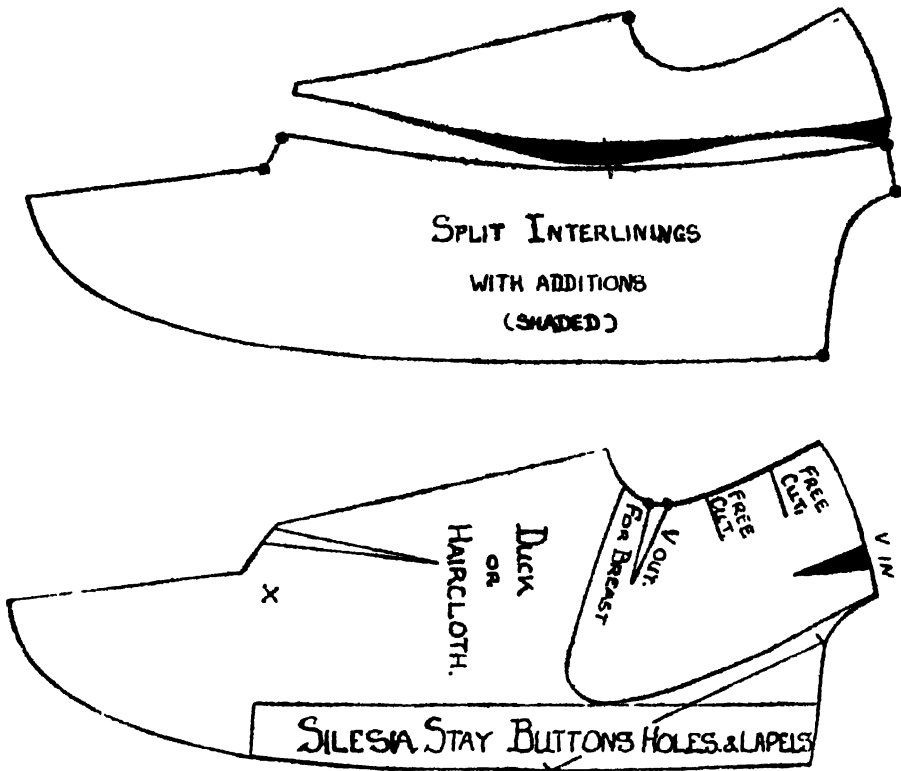 SPLIT INTERLININGS
WITH ADDITIONS
(SHADED)
FREE
CUT.
FREE
CUT.
V IN
V OUT.
FOR BREAST
DUCK
OR
HAIRCLOTH.
X
SILESIA STAY BUTTONS HOLES & LAPELS